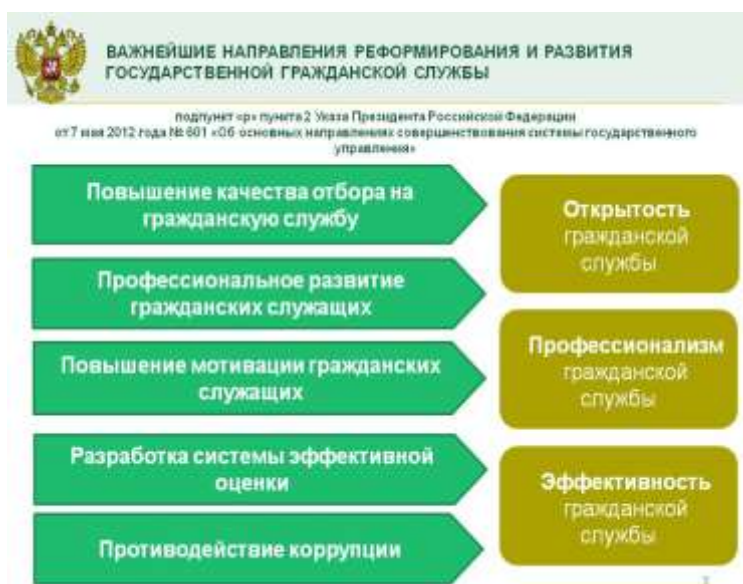 ВАЖНЕЙШИЕ НАПРАВЛЕНИЯ РЕФОРМИРОВАНИЯ И РАЗВИТИЯ
ГОСУДАРСТВЕННОЙ ГРАЖДАНСКОЙ СЛУЖБЫ
подпункт «р» пункта 2 Указа Президента Российской Федерации
от 7 мая 2012 года № 601 «Об основных направлениях совершенствования системы государственного
управления»
Повышение качества отбора на
гражданскую службу
Профессиональное развитие
гражданских служащих
Повышение мотивации гражданских
служащих
Разработка системы эффективной
оценки
Противодействие коррупции
Открытость
гражданской
службы
Профессионализм
гражданской
службы
Эффективность
гражданской
службы